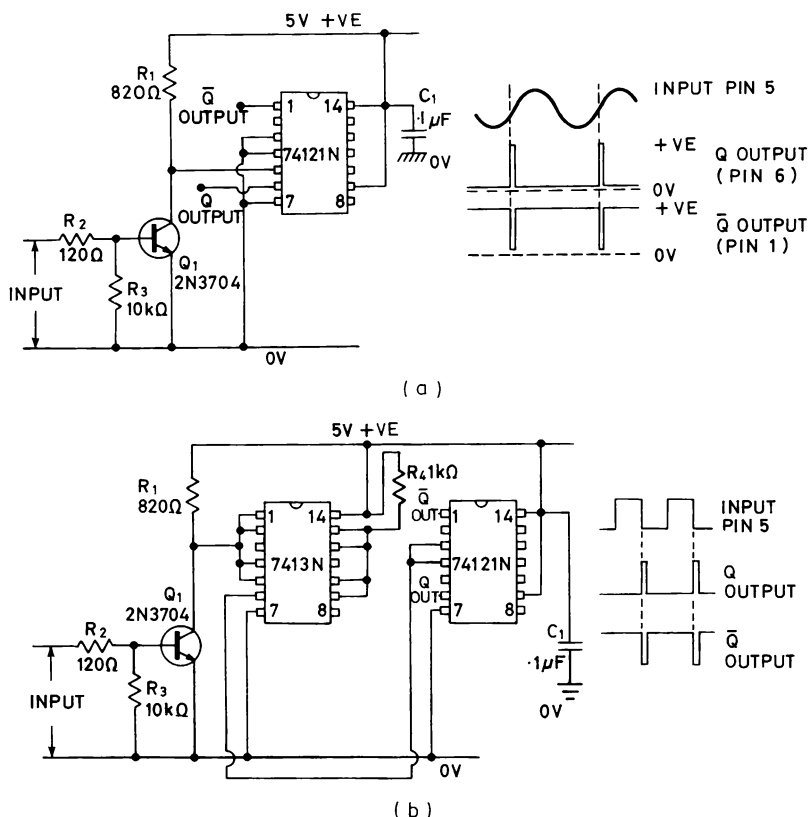 5V +VE
R1
820Ω
Q̄
OUTPUT
1 14
C1
·1µF
0V
74121N
Q
OUTPUT
7 8
R2
120Ω
Q1
2N3704
INPUT
R3
10kΩ
0V
INPUT PIN 5
+VE
Q OUTPUT
(PIN 6)
0V
+VE
Q̄ OUTPUT
(PIN 1)
0V
(a)
5V +VE
R1
820Ω
R4 1kΩ
Q̄
OUT
1 14
1 14
7413N
74121N
Q
OUT
7 8
7 8
Q1
2N3704
R2
120Ω
C1
·1µF
R3
10kΩ
INPUT
0V
0V
INPUT
PIN 5
Q
OUTPUT
Q̄
OUTPUT
(b)